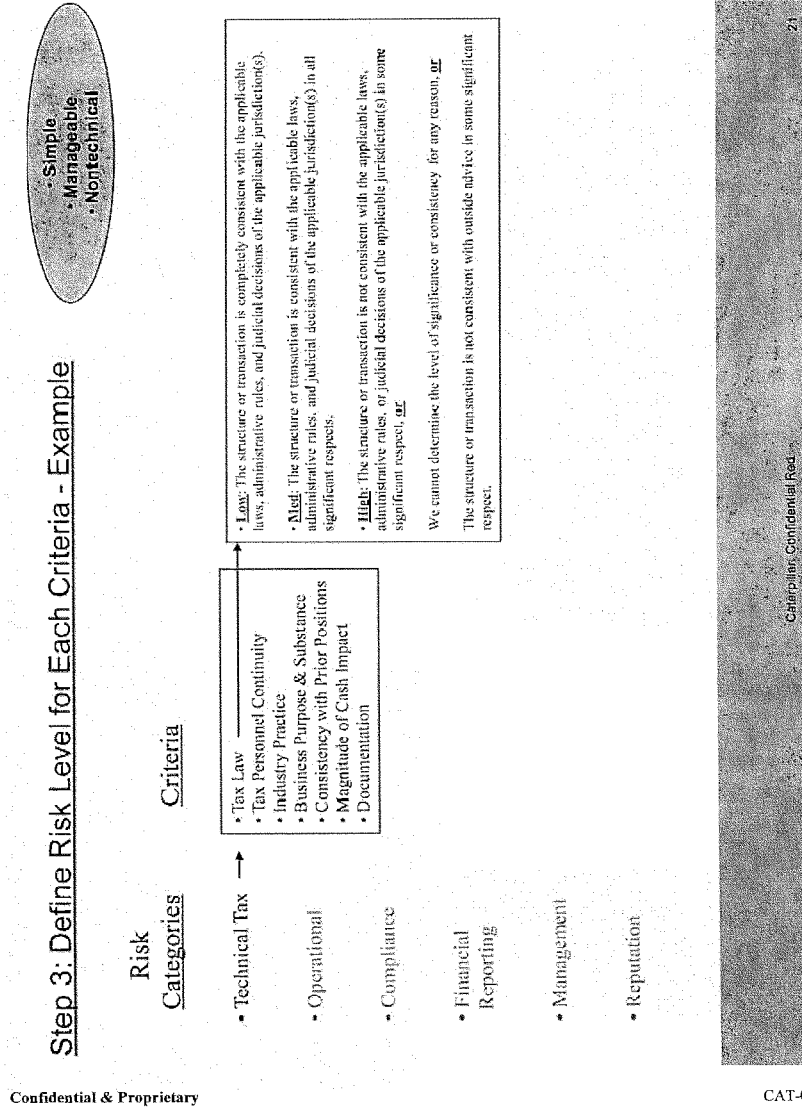 Step 3: Define Risk Level for Each Criteria - Example
• Simple
• Manageable
• Nontechnical
Risk
Categories
Criteria
• Technical Tax
• Operational
• Compliance
• Financial
Reporting
• Management
• Reputation
• Tax Law
• Tax Personnel Continuity
• Industry Practice
• Business Purpose & Substance
• Consistency with Prior Positions
• Magnitude of Cash Impact
• Documentation
• Low: The structure or transaction is completely consistent with the applicable
laws, administrative rules, and judicial decisions of the applicable jurisdiction(s).
• Med: The structure or transaction is consistent with the applicable laws,
administrative rules, and judicial decisions of the applicable jurisdiction(s) in all
significant respects.
• High: The structure or transaction is not consistent with the applicable laws,
administrative rules, or judicial decisions of the applicable jurisdiction(s) in some
significant respect, or
We cannot determine the level of significance or consistency for any reason, or
The structure or transaction is not consistent with outside advice in some significant
respect.
Caterpillar: Confidential Red
21
Confidential & Proprietary
CAT-